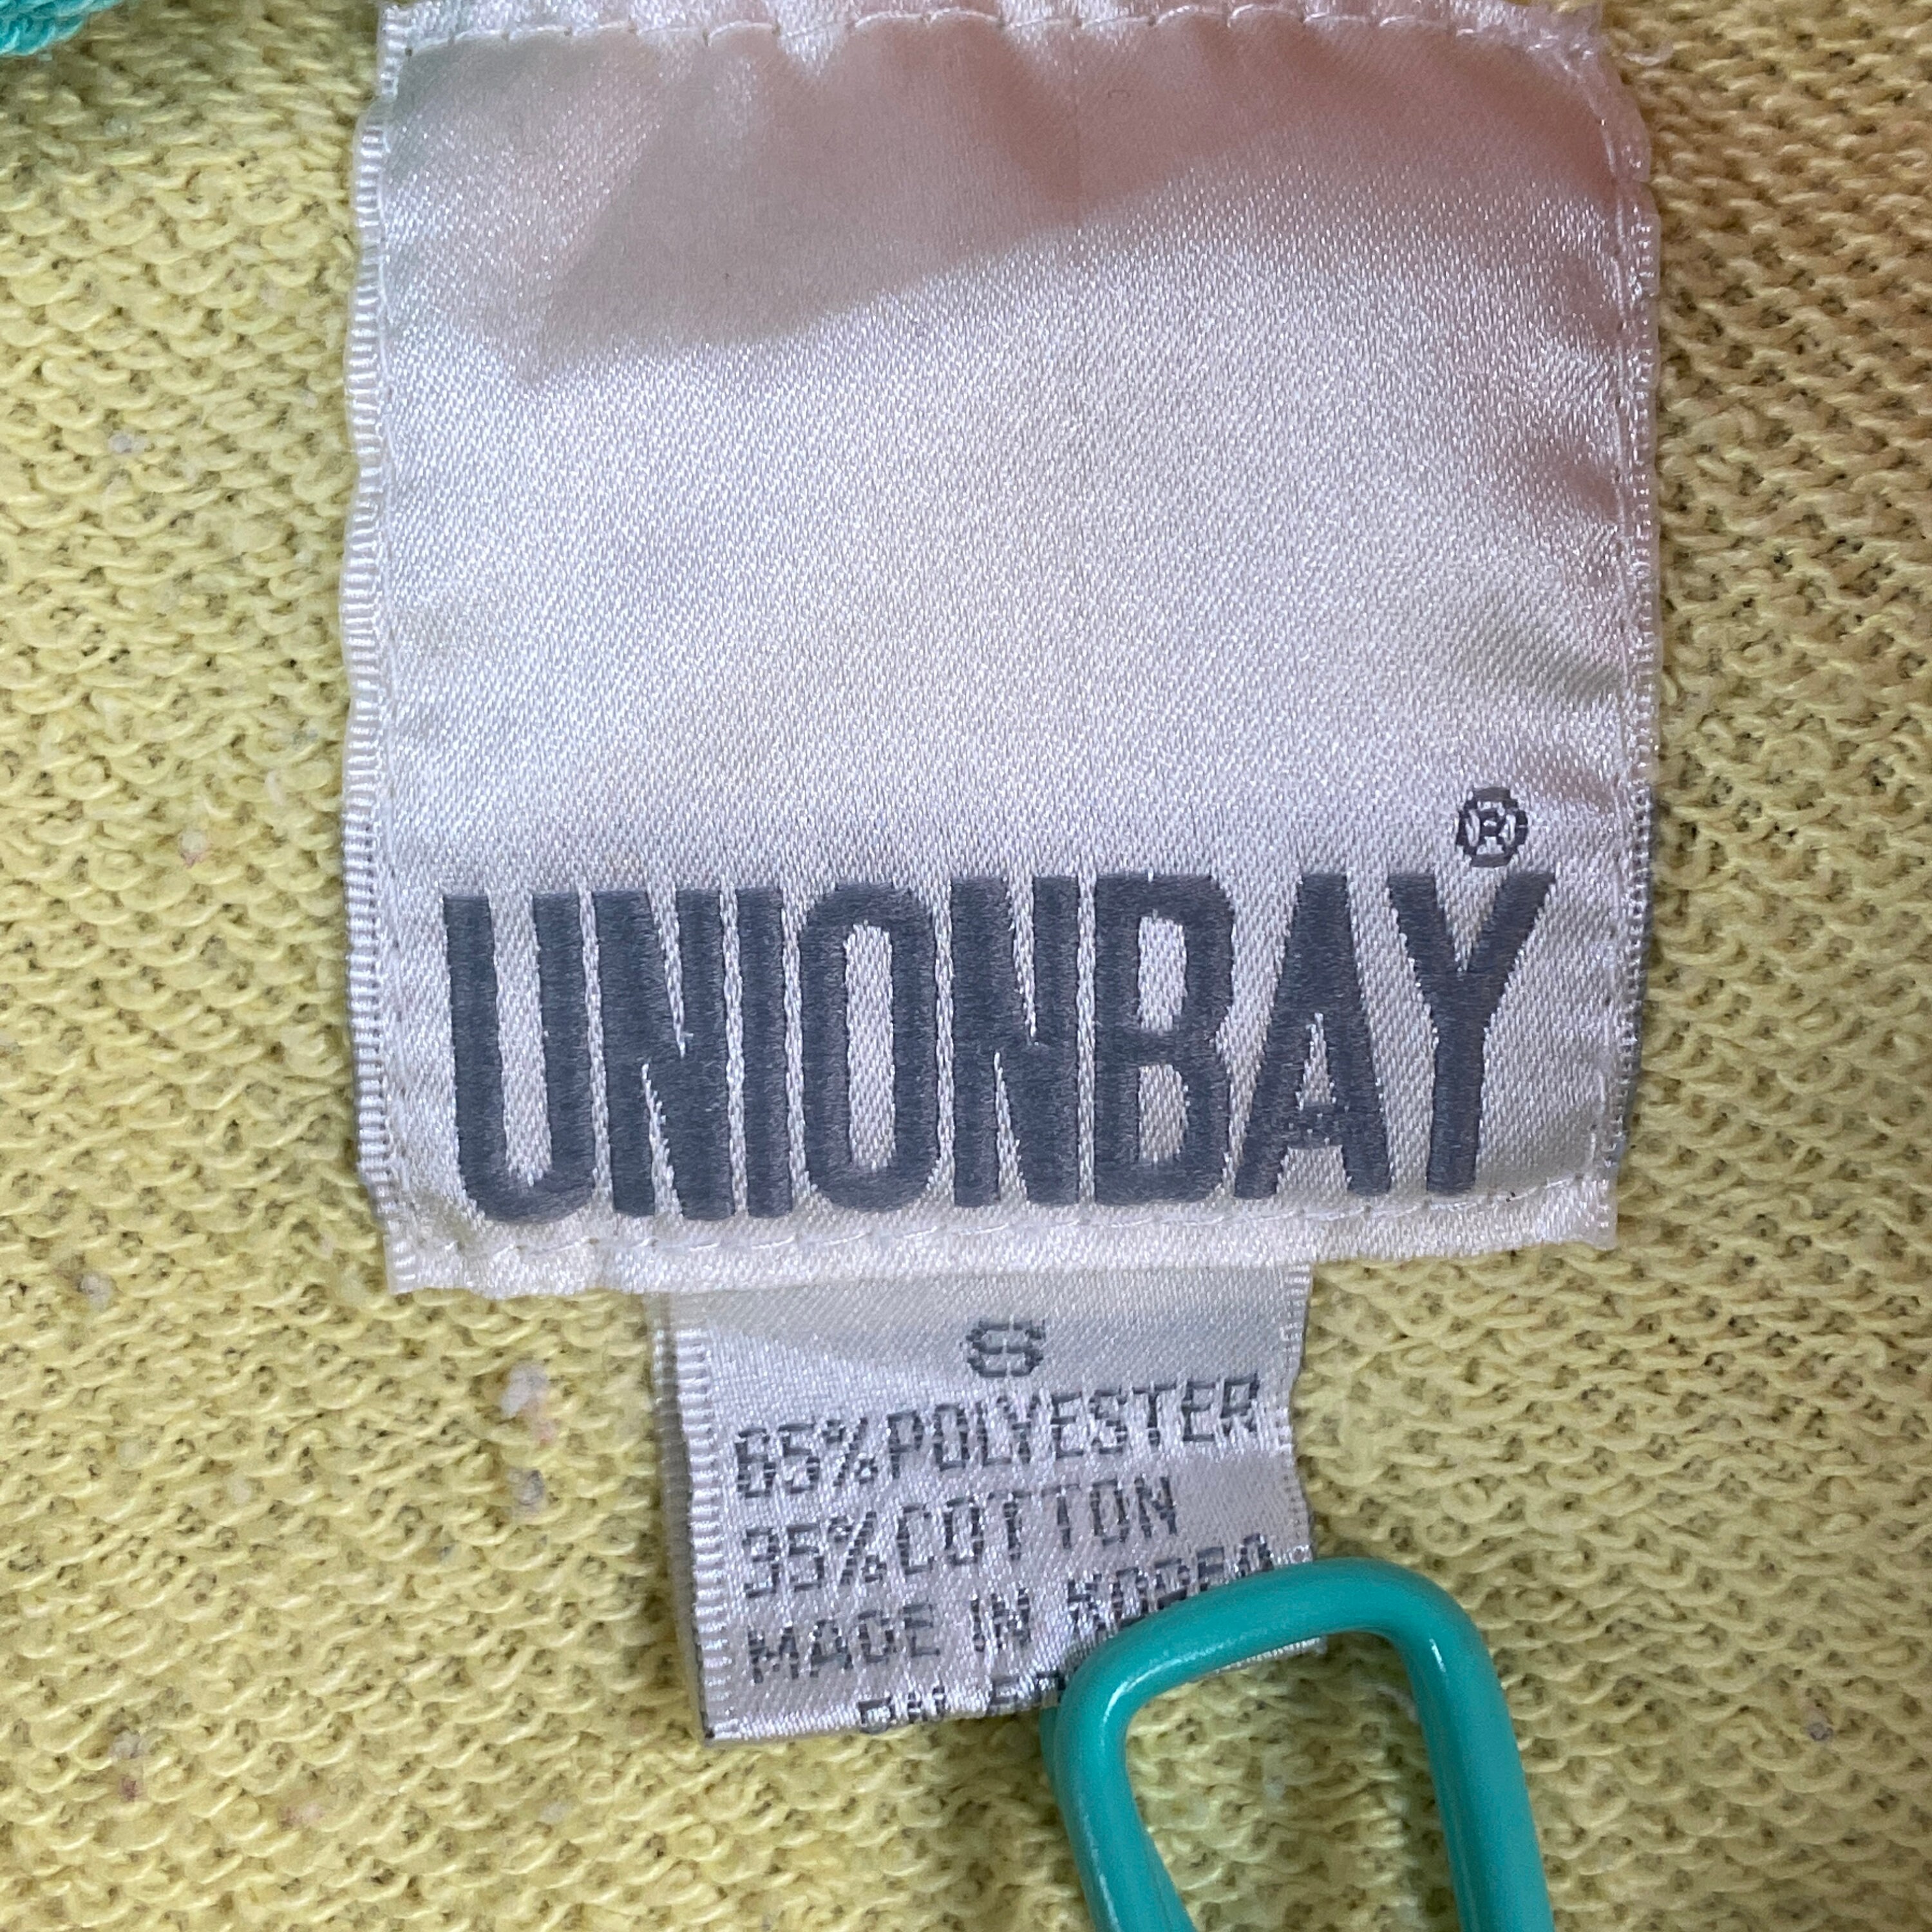 UNIONBAY®
S
65%POLYESTER
35%COTTON
MADE IN KOREA